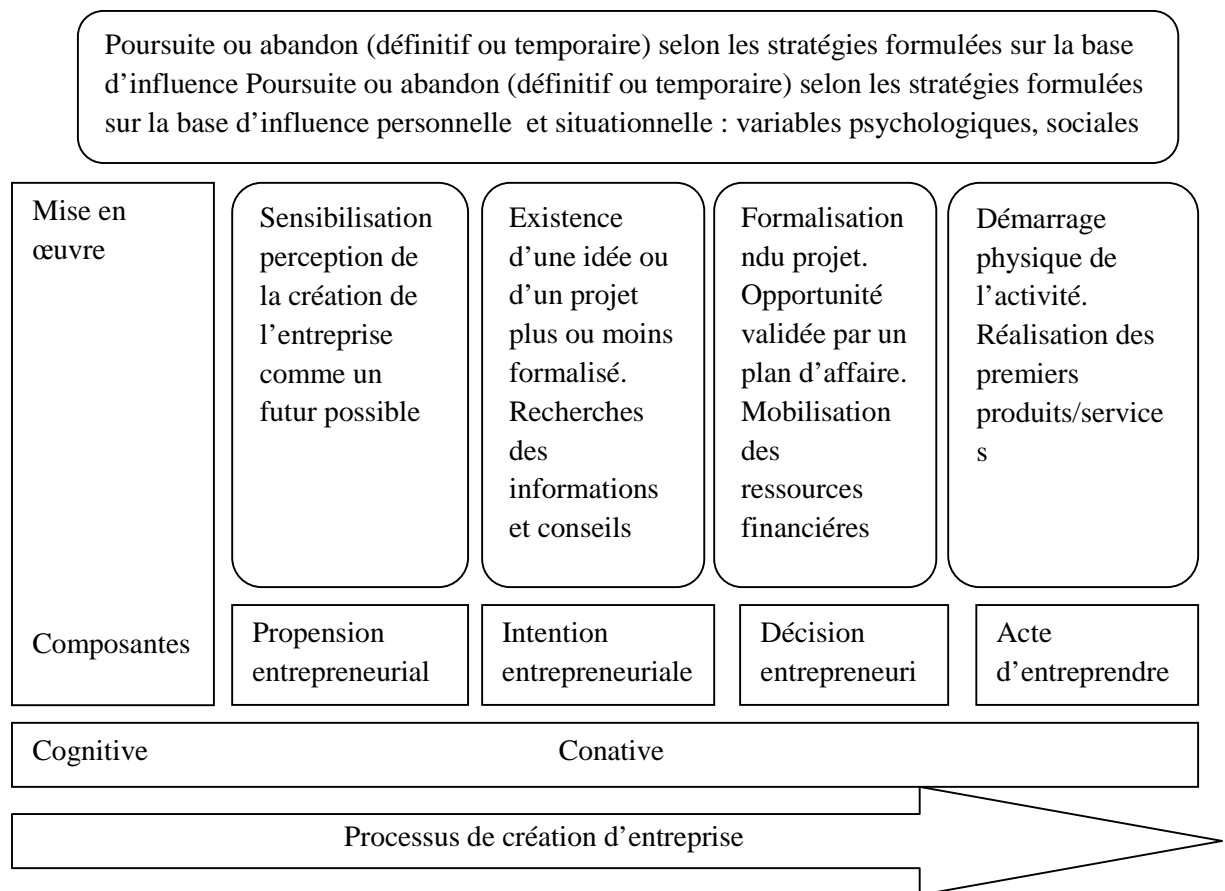 Poursuite ou abandon (définitif ou temporaire) selon les stratégies formulées sur la base
d’influence Poursuite ou abandon (définitif ou temporaire) selon les stratégies formulées
sur la base d’influence personnelle et situationnelle : variables psychologiques, sociales
Mise en
œuvre
Sensibilisation
perception de
la création de
l’entreprise
comme un
futur possible
Existence
d’une idée ou
d’un projet
plus ou moins
formalisé.
Recherches
des
informations
et conseils
Formalisation
ndu projet.
Opportunité
validée par un
plan d’affaire.
Mobilisation
des
ressources
financiéres
Démarrage
physique de
l’activité.
Réalisation des
premiers
produits/service
s
Composantes
Propension
entrepreneurial
Intention
entrepreneuriale
Décision
entrepreneuri
Acte
d’entreprendre
Cognitive Conative
Processus de création d’entreprise